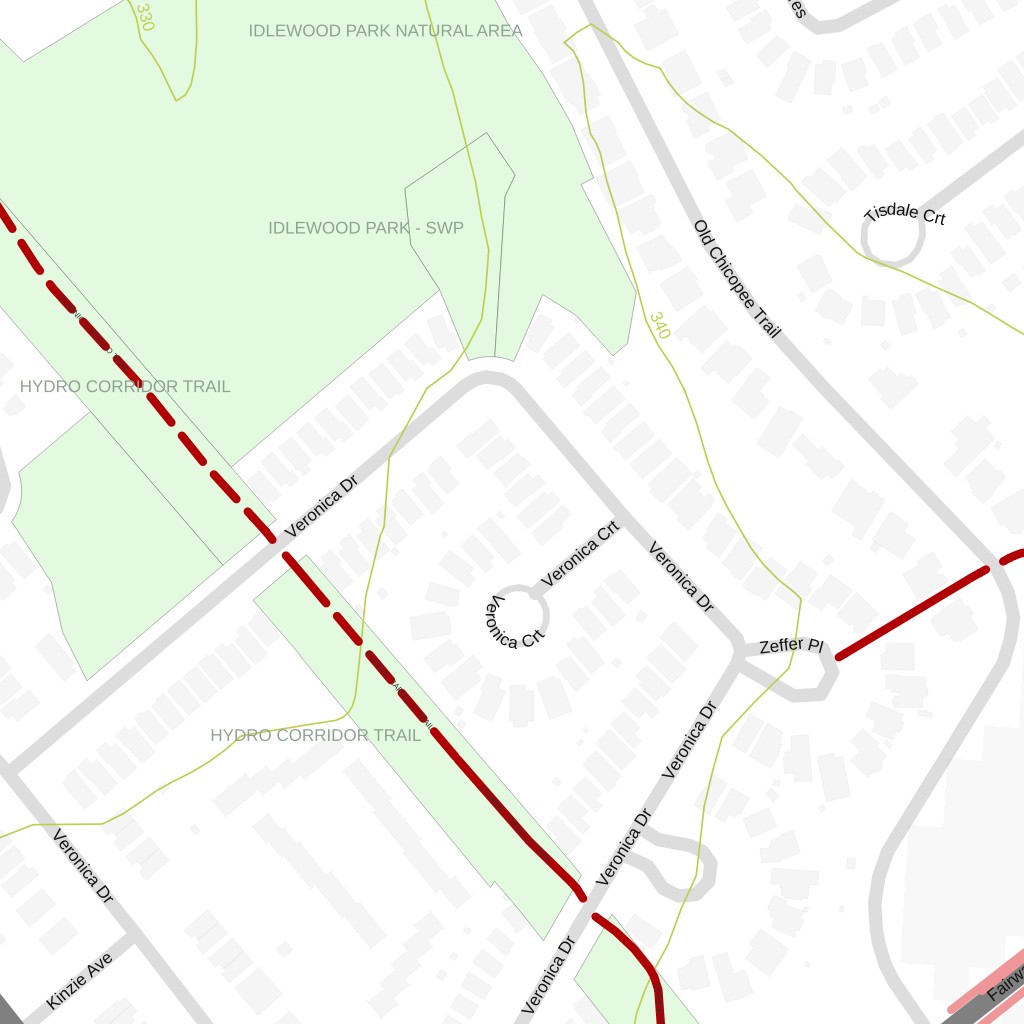 330
IDLEWOOD PARK NATURAL AREA
Tisdale Crt
IDLEWOOD PARK - SWP
Old Chicopee Trail
340
HYDRO CORRIDOR TRAIL
Veronica Dr
Veronica Crt
Veronica Dr
Veronica Crt
Zeffer Pl
HYDRO CORRIDOR TRAIL
Veronica Dr
Veronica Dr
Veronica Dr
Veronica Dr
Kinzie Ave